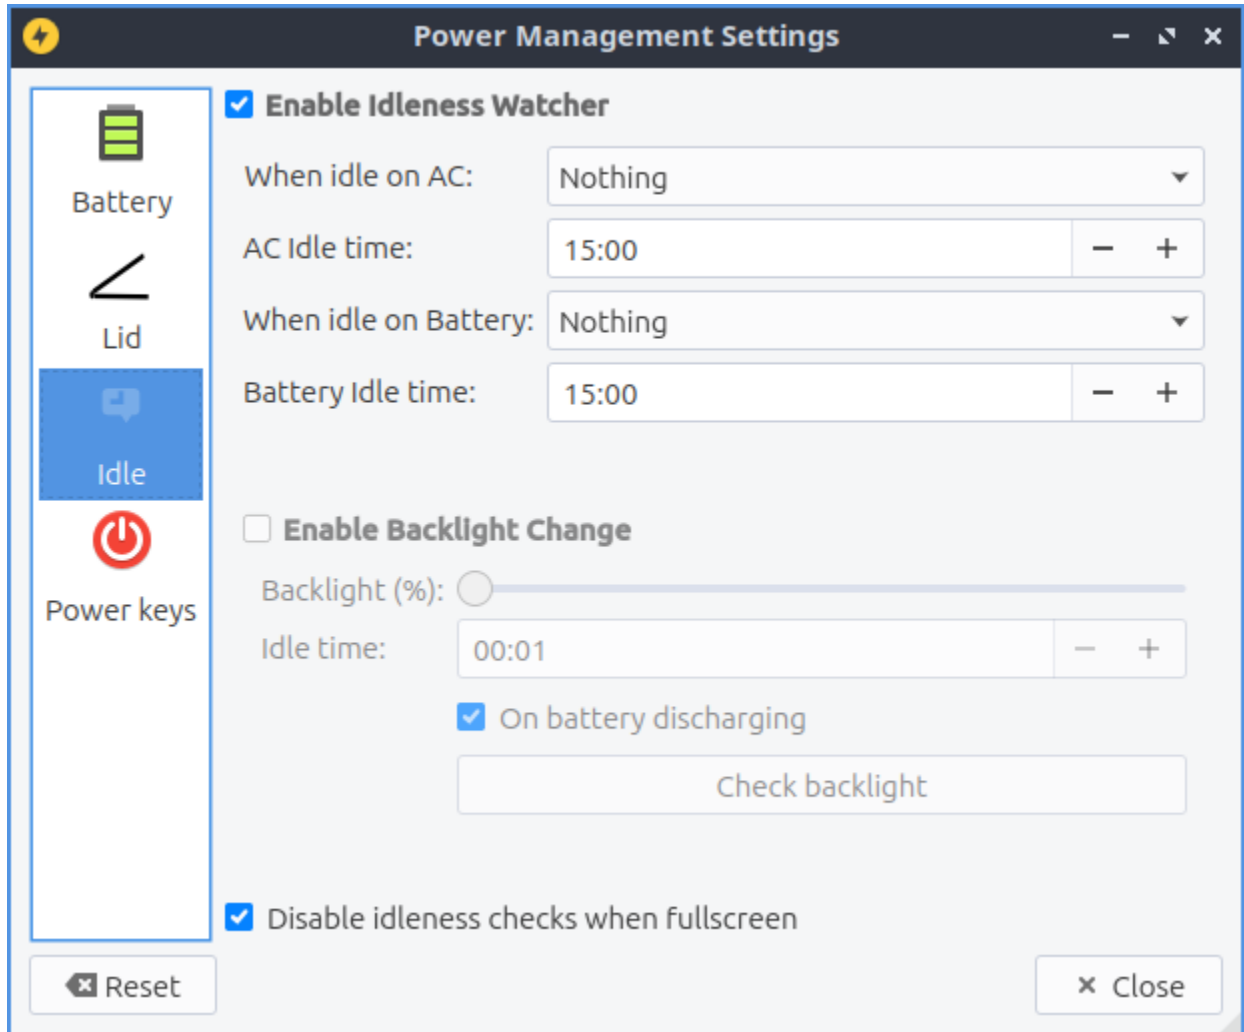 Power Management Settings
Battery
Lid
Idle
Power keys
Enable Idleness Watcher
When idle on AC: Nothing
AC Idle time: 15:00
When idle on Battery: Nothing
Battery Idle time: 15:00
Enable Backlight Change
Backlight (%):
Idle time: 00:01
On battery discharging
Check backlight
Disable idleness checks when fullscreen
Reset
Close